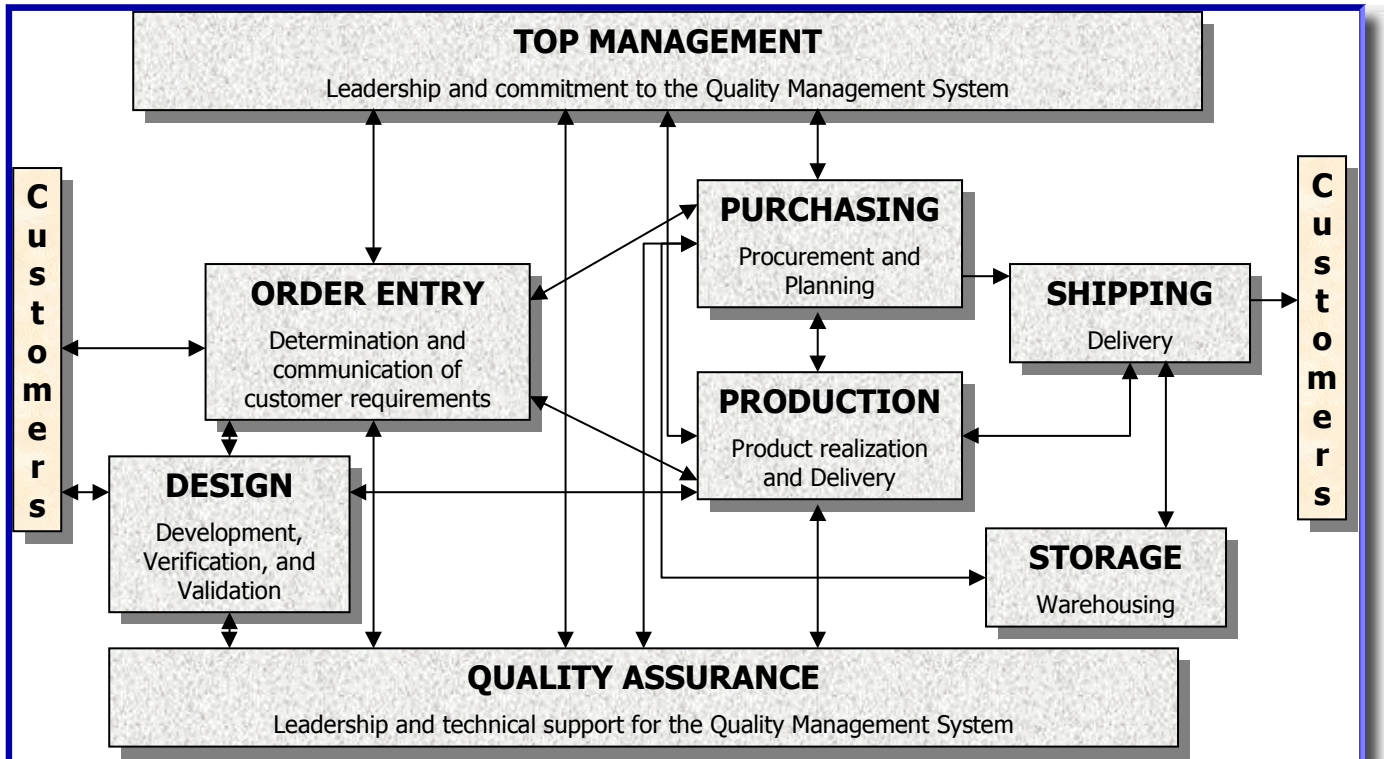 TOP MANAGEMENT
Leadership and commitment to the Quality Management System
Customers
ORDER ENTRY
Determination and
communication of
customer requirements
DESIGN
Development,
Verification, and
Validation
PURCHASING
Procurement and
Planning
PRODUCTION
Product realization
and Delivery
SHIPPING
Delivery
STORAGE
Warehousing
Customers
QUALITY ASSURANCE
Leadership and technical support for the Quality Management System